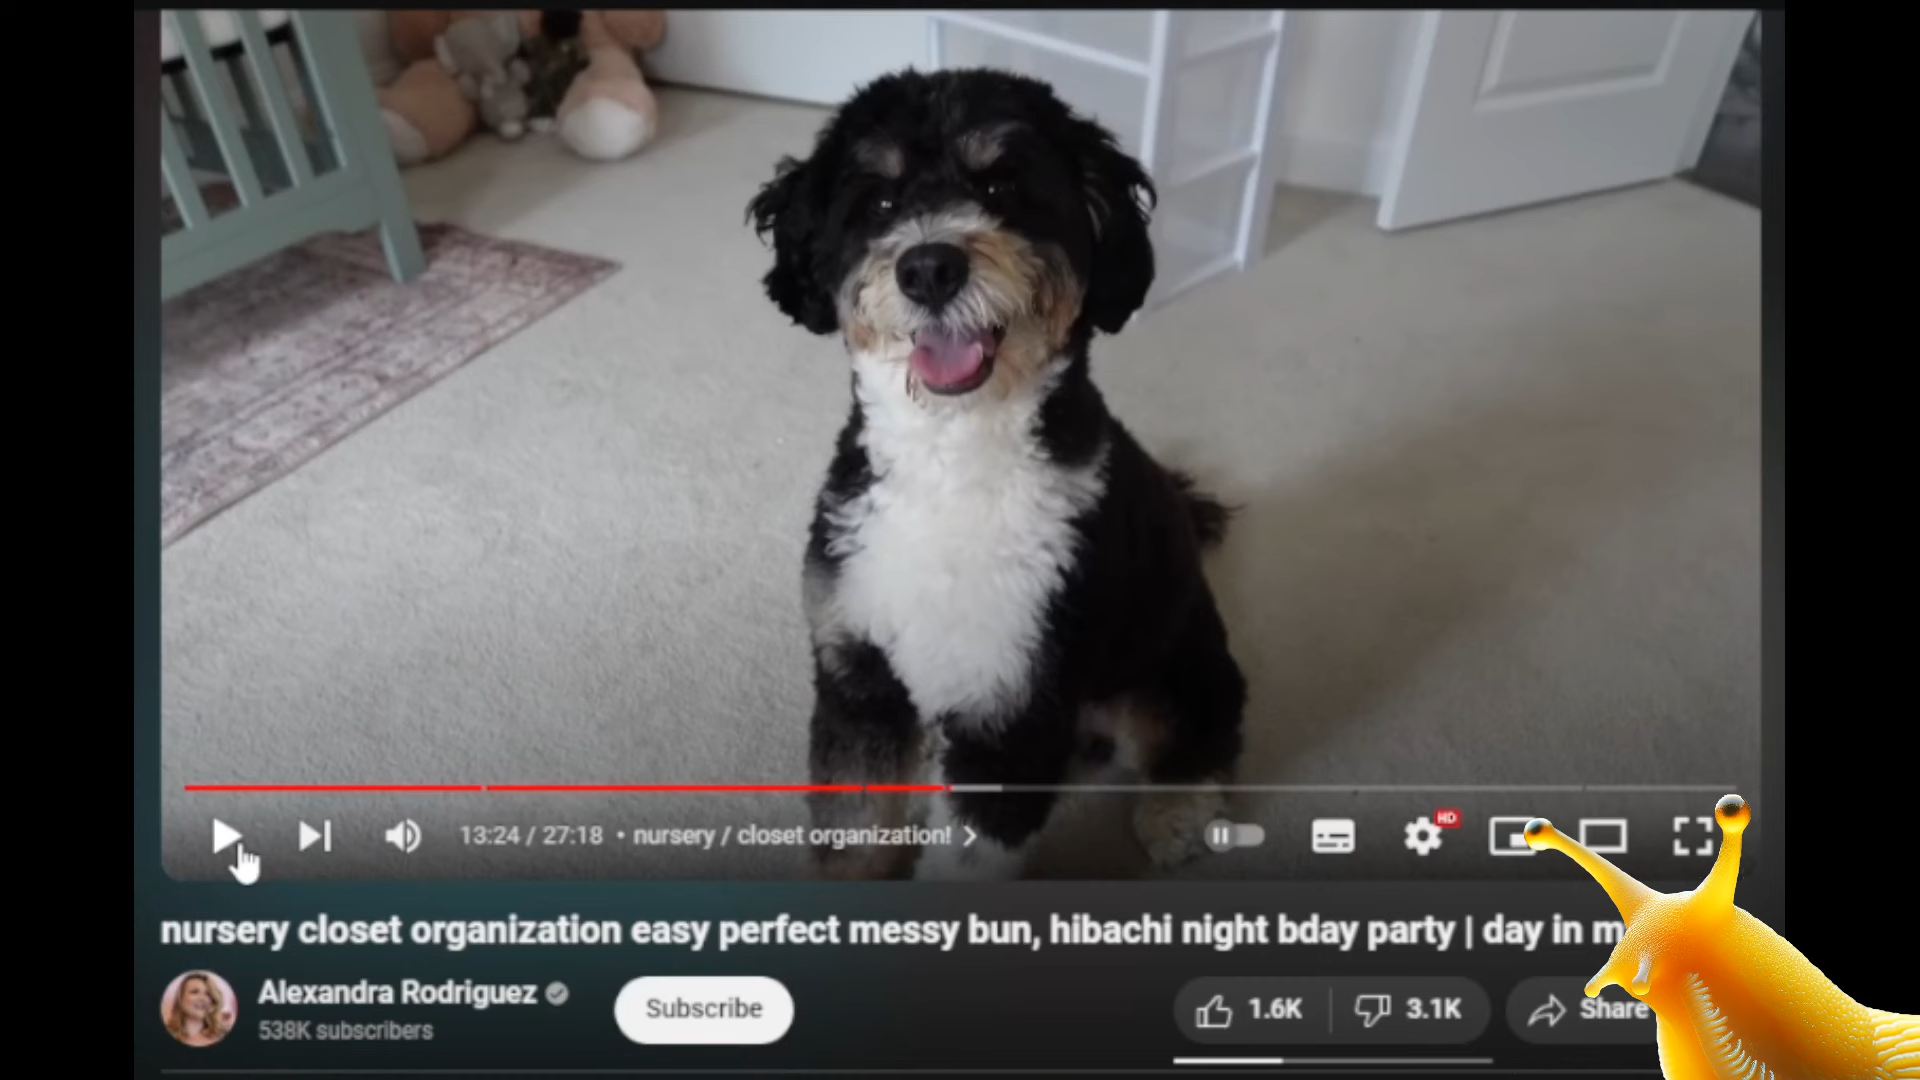 13:24 / 27:18 • nursery / closet organization!
HD
nursery closet organization easy perfect messy bun, hibachi night bday party | day in m
Alexandra Rodriguez
538K subscribers
Subscribe
1.6K
3.1K
Share